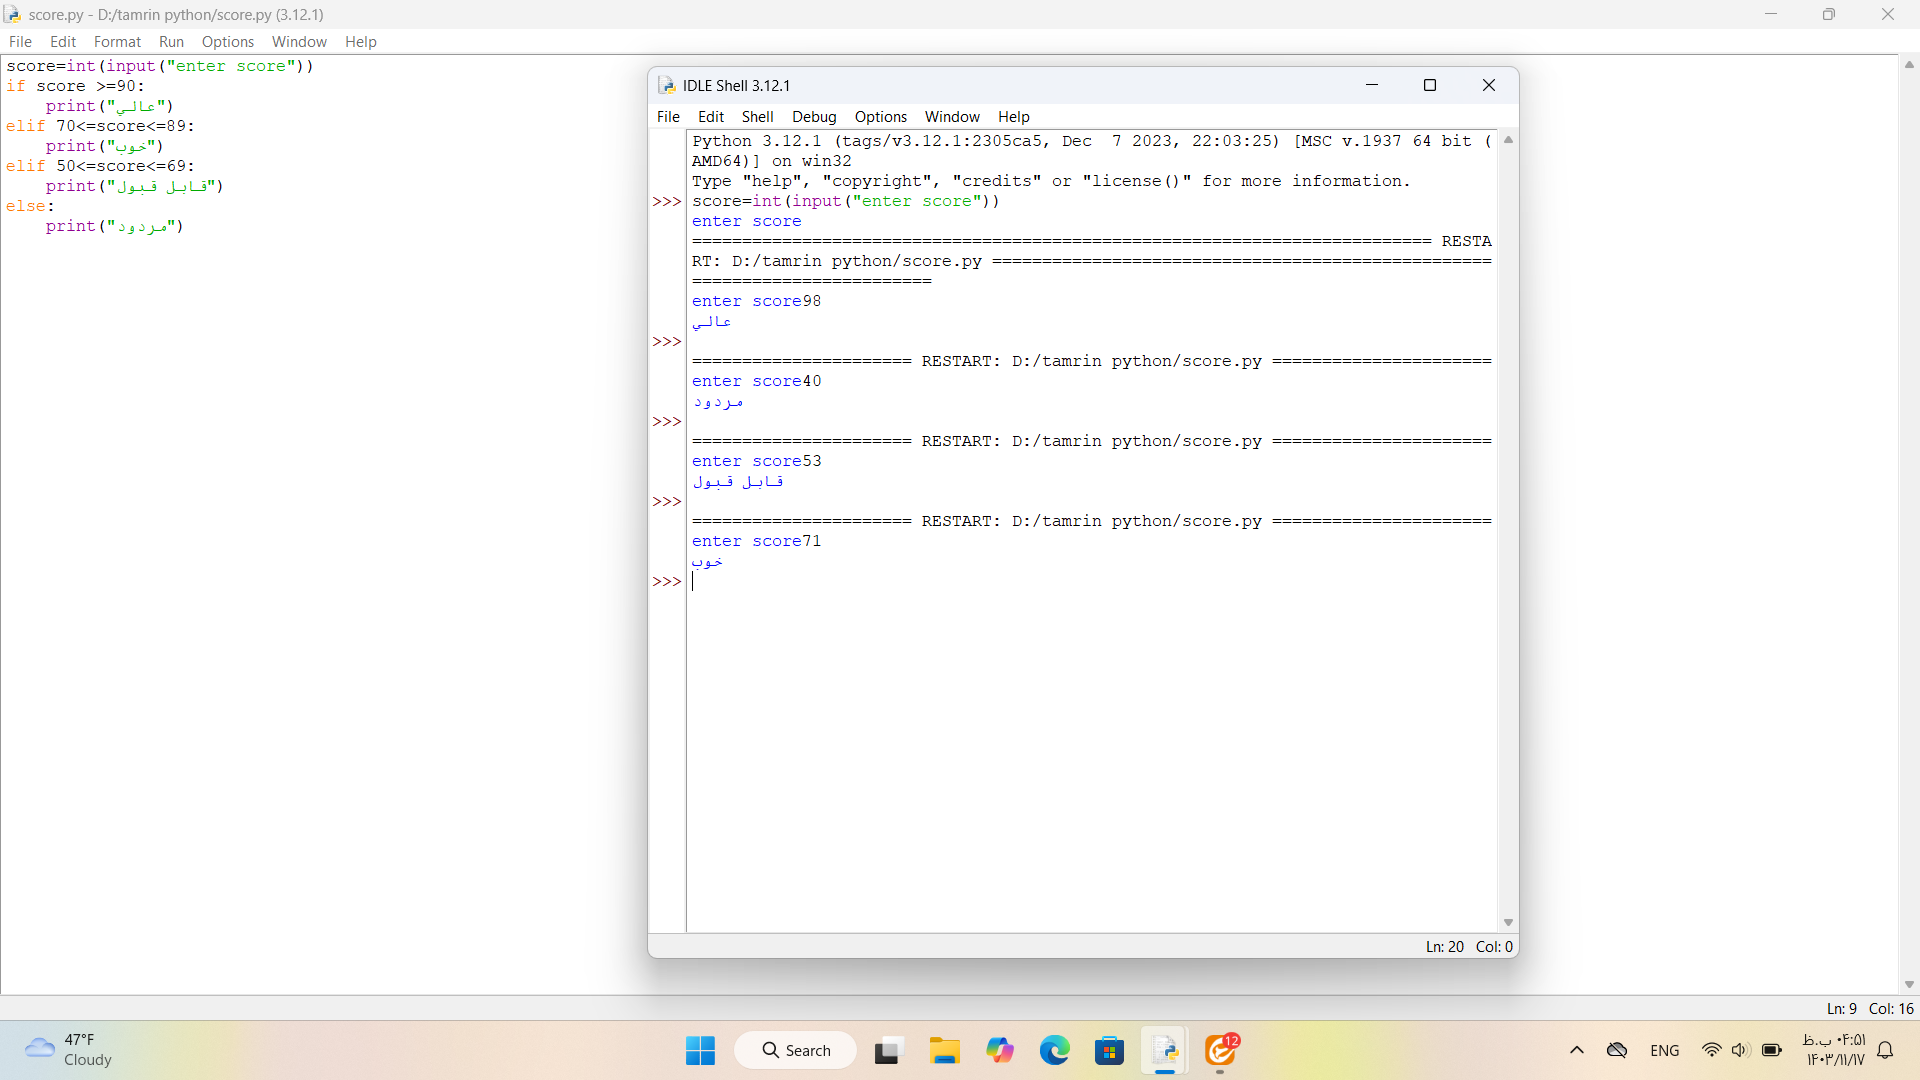 score.py - D:/tamrin python/score.py (3.12.1)
File Edit Format Run Options Window Help
score=int(input("enter score"))
if score >=90:
    print("عالي")
elif 70<=score<=89:
    print("خوب")
elif 50<=score<=69:
    print("قابل قبول")
else:
    print("مردود")
IDLE Shell 3.12.1
File Edit Shell Debug Options Window Help
Python 3.12.1 (tags/v3.12.1:2305ca5, Dec  7 2023, 22:03:25) [MSC v.1937 64 bit (
AMD64)] on win32
Type "help", "copyright", "credits" or "license()" for more information.
>>> score=int(input("enter score"))
enter score
========================================================================== RESTA
RT: D:/tamrin python/score.py ==================================================
========================
enter score98
عالي
>>>
====================== RESTART: D:/tamrin python/score.py ======================
enter score40
مردود
>>>
====================== RESTART: D:/tamrin python/score.py ======================
enter score53
قابل قبول
>>>
====================== RESTART: D:/tamrin python/score.py ======================
enter score71
خوب
>>>
Ln: 20 Col: 0
Ln: 9 Col: 16
47°F
Cloudy
Search
12
ENG
۰۴:۵۱ ب.ظ
۱۴۰۳/۱۱/۱۷